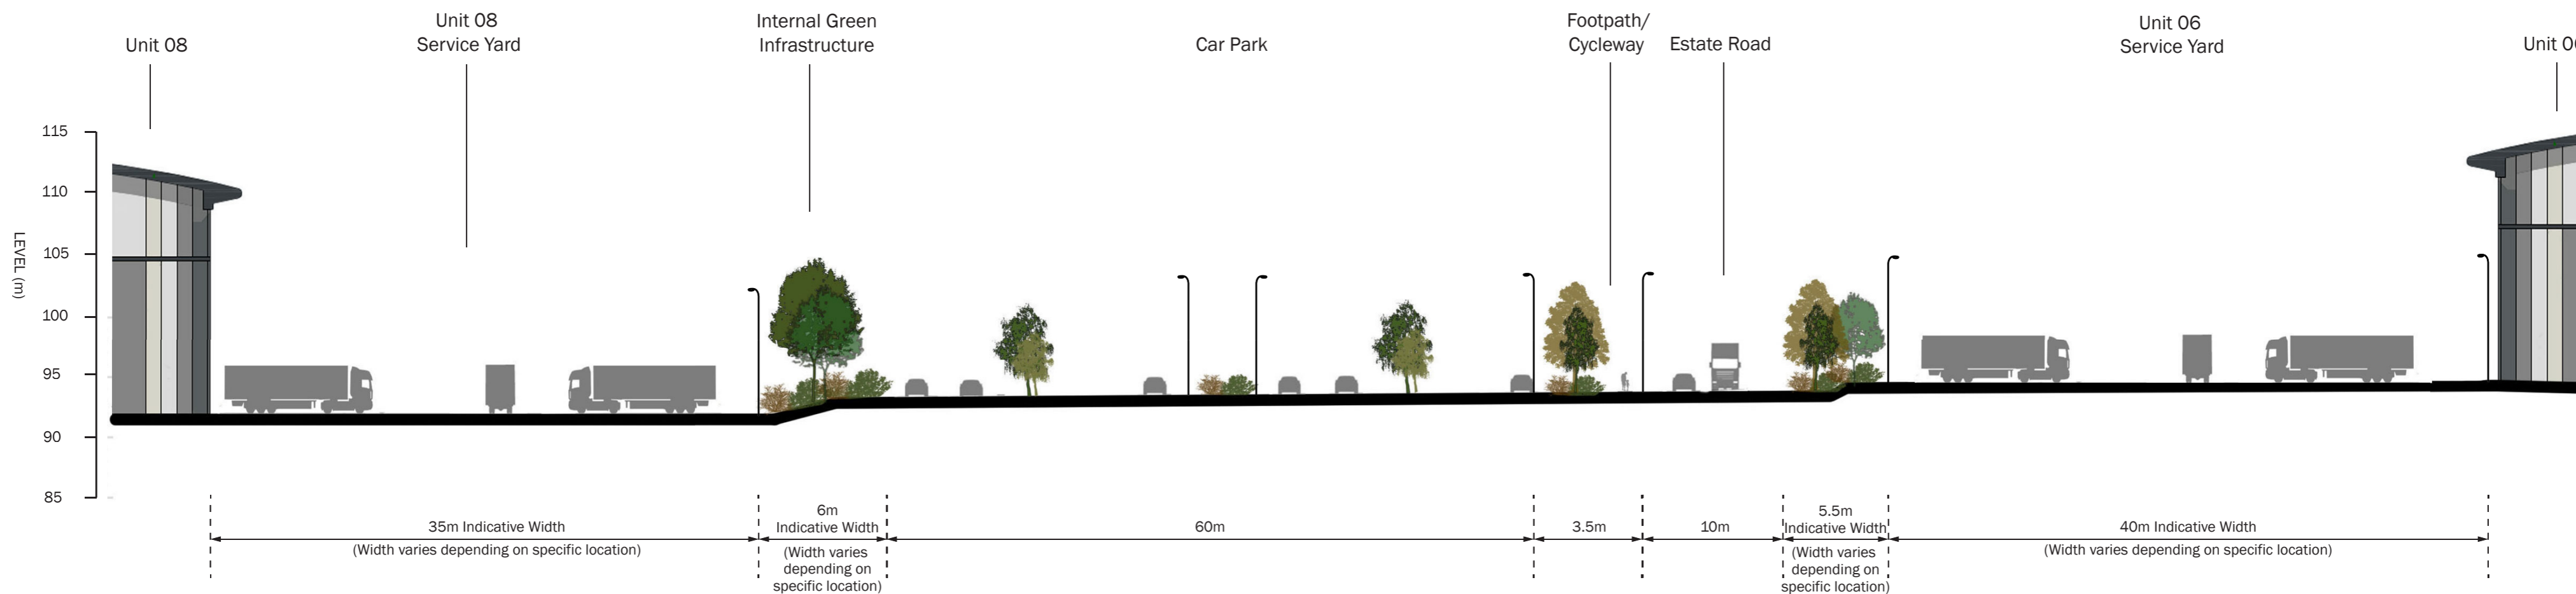 Unit 08
Unit 08
Service Yard
Internal Green
Infrastructure
Car Park
Footpath/
Cycleway
Estate Road
Unit 06
Service Yard
115
110
105
100
95
90
85
LEVEL (m)
35m Indicative Width
(Width varies depending on specific location)
6m
Indicative Width
(Width varies
depending on
specific location)
60m
3.5m
10m
5.5m
Indicative Width
(Width varies
depending on
specific location)
40m Indicative Width
(Width varies depending on specific location)